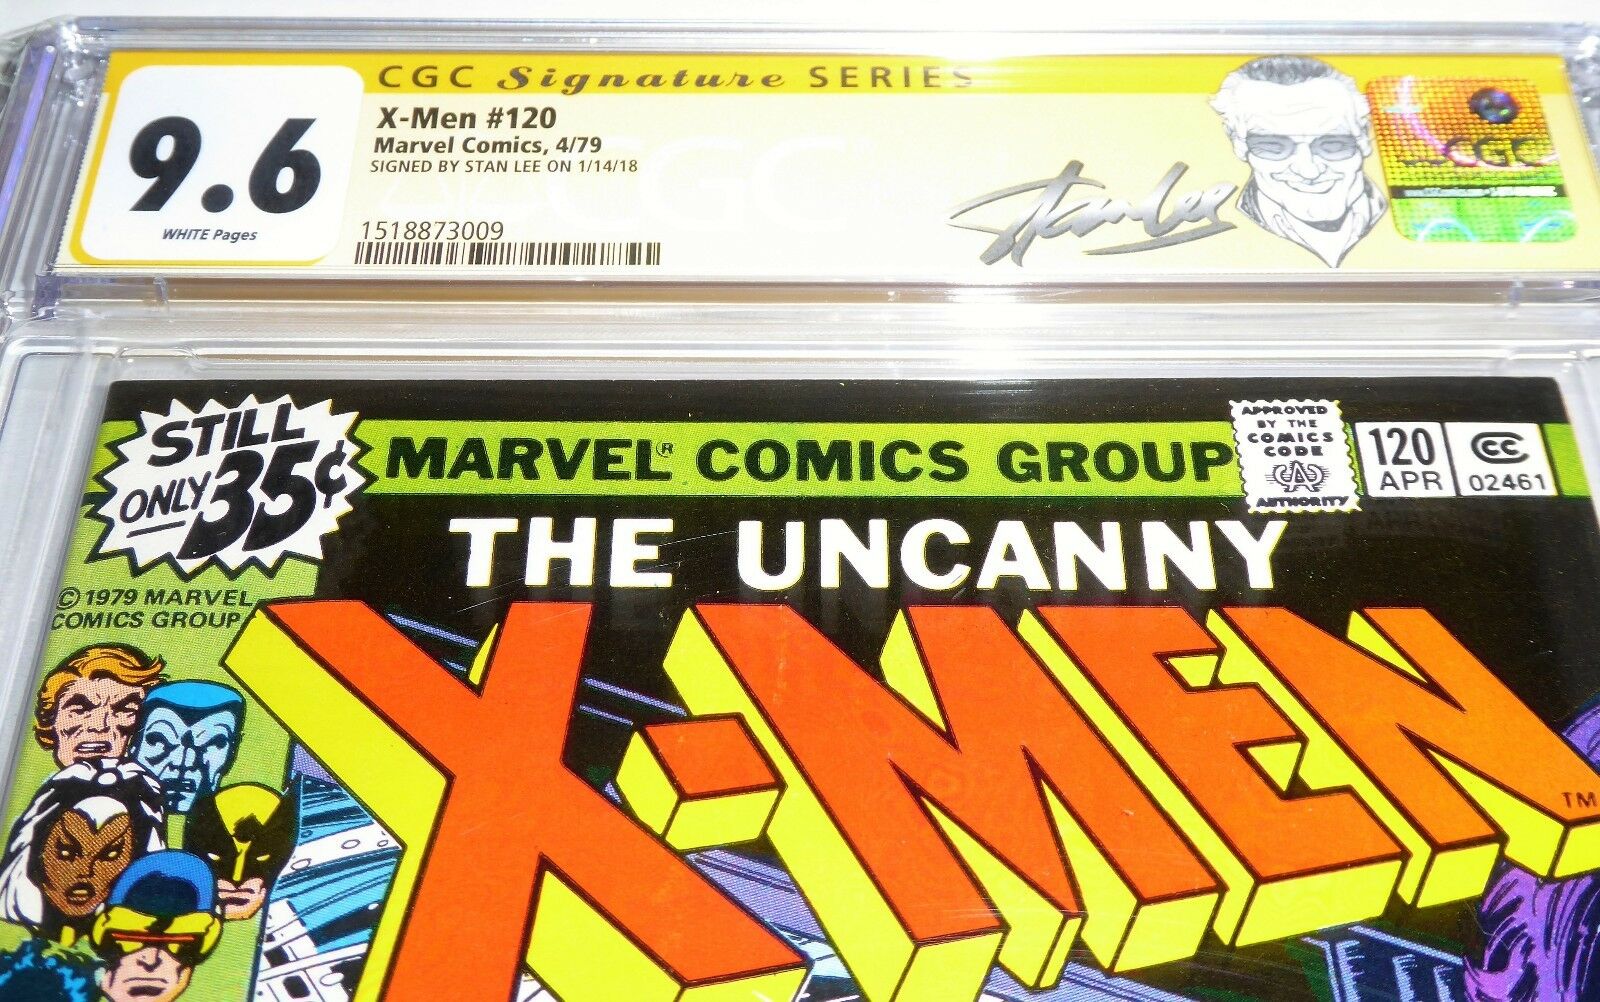 CGC Signature SERIES
9.6
WHITE Pages
X-Men #120
Marvel Comics, 4/79
SIGNED BY STAN LEE ON 1/14/18
1518873009
Stan Lee
CGC
STILL
ONLY 35¢
MARVEL® COMICS GROUP
APPROVED
BY THE
COMICS
CODE
CA
AUTHORITY
120
APR
CC
02461
THE UNCANNY
© 1979 MARVEL
COMICS GROUP
X-MEN
TM